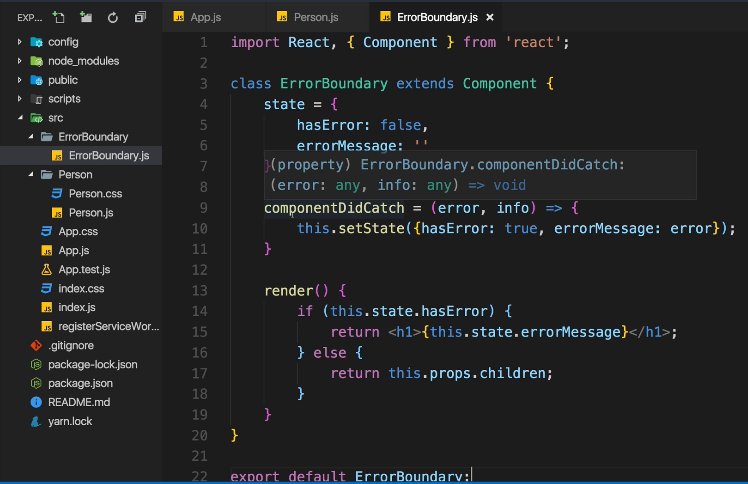 EXP...
App.js
Person.js
ErrorBoundary.js
config
node_modules
public
scripts
src
ErrorBoundary
ErrorBoundary.js
Person
Person.css
Person.js
App.css
App.js
App.test.js
index.css
index.js
registerServiceWor...
.gitignore
package-lock.json
package.json
README.md
yarn.lock
1 import React, { Component } from 'react';
2
3 class ErrorBoundary extends Component {
4 state = {
5 hasError: false,
6 errorMessage: ''
7 }
(property) ErrorBoundary.componentDidCatch:
8
(error: any, info: any) => void
9 componentDidCatch = (error, info) => {
10 this.setState({hasError: true, errorMessage: error});
11 }
12
13 render() {
14 if (this.state.hasError) {
15 return <h1>{this.state.errorMessage}</h1>;
16 } else {
17 return this.props.children;
18 }
19 }
20 }
21
22 export default ErrorBoundary;